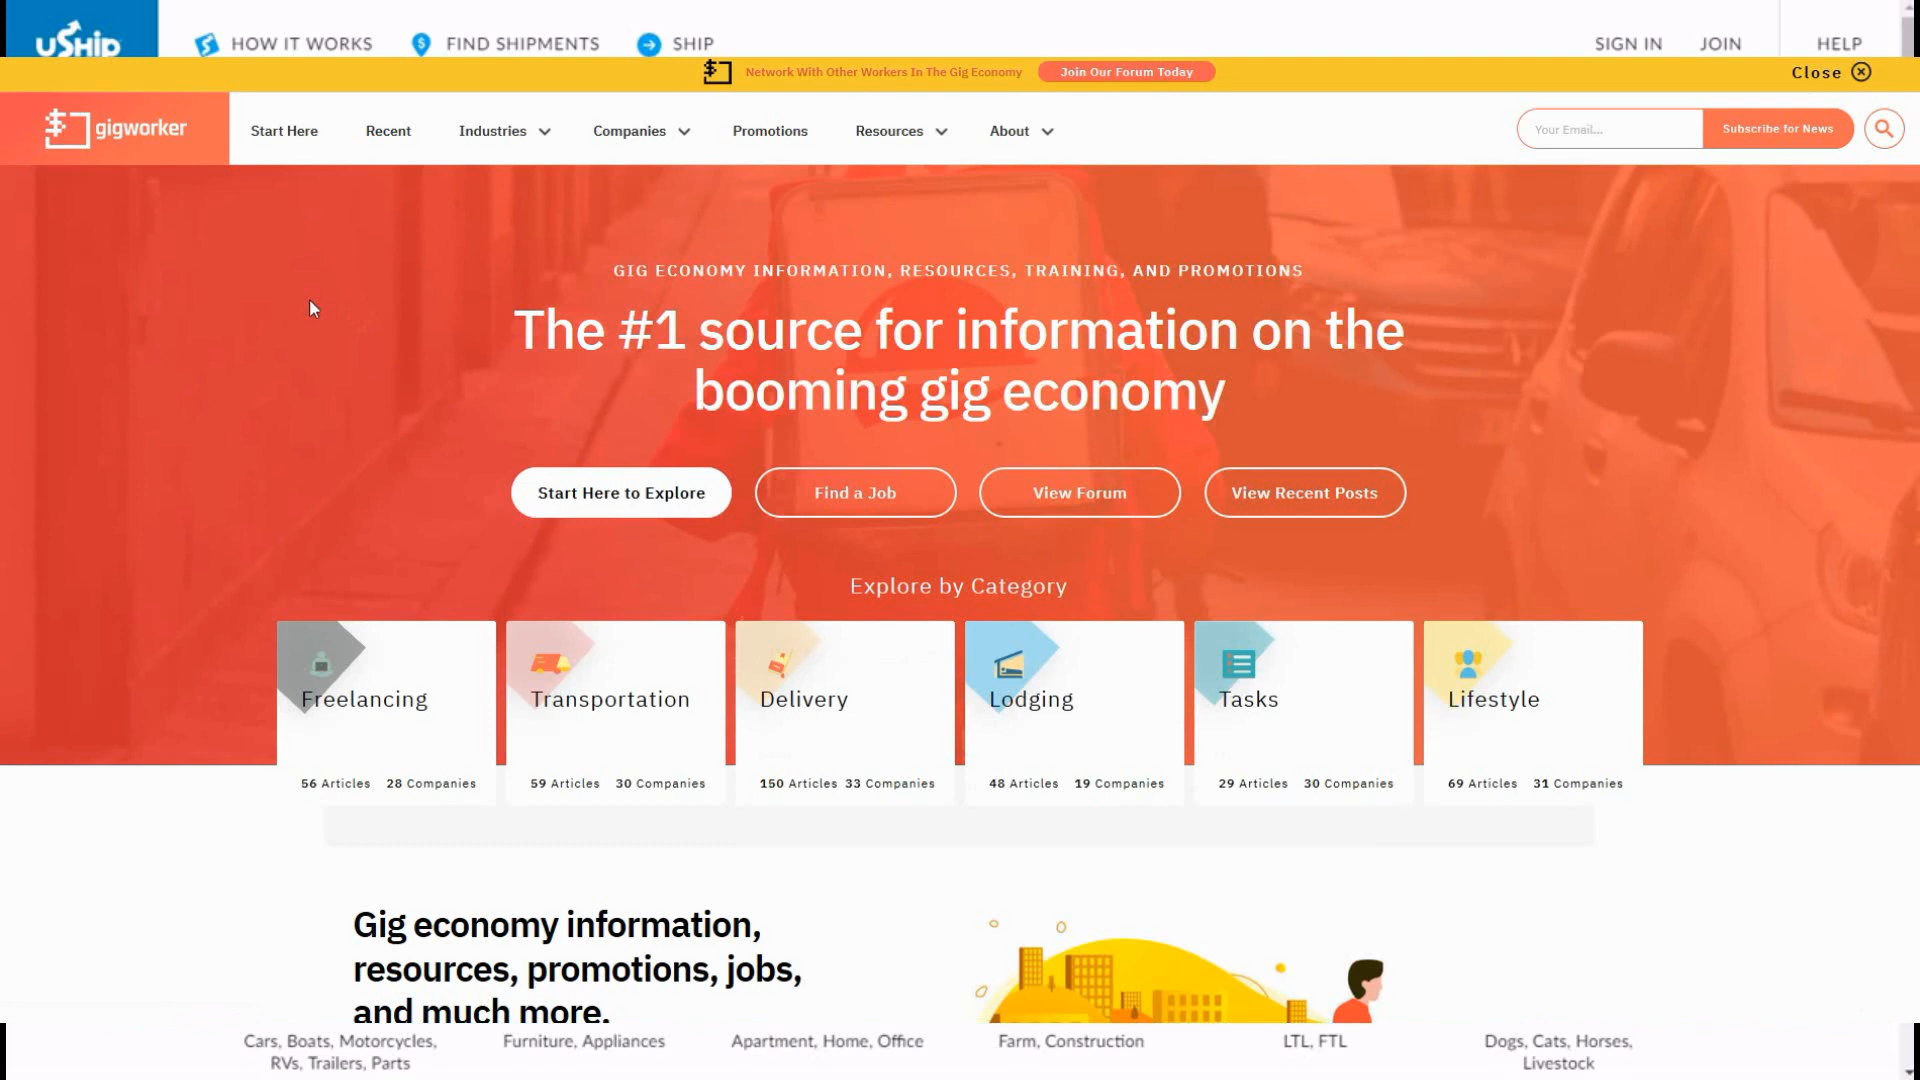 uShip
HOW IT WORKS
FIND SHIPMENTS
SHIP
SIGN IN
JOIN
HELP
Network With Other Workers In The Gig Economy
Join Our Forum Today
Close
gigworker
Start Here
Recent
Industries
Companies
Promotions
Resources
About
Your Email...
Subscribe for News
GIG ECONOMY INFORMATION, RESOURCES, TRAINING, AND PROMOTIONS
The #1 source for information on the
booming gig economy
Start Here to Explore
Find a Job
View Forum
View Recent Posts
Explore by Category
Freelancing
56 Articles 28 Companies
Transportation
59 Articles 30 Companies
Delivery
150 Articles 33 Companies
Lodging
48 Articles 19 Companies
Tasks
29 Articles 30 Companies
Lifestyle
69 Articles 31 Companies
Gig economy information,
resources, promotions, jobs,
and much more.
Cars, Boats, Motorcycles,
RVs, Trailers, Parts
Furniture, Appliances
Apartment, Home, Office
Farm, Construction
LTL, FTL
Dogs, Cats, Horses,
Livestock